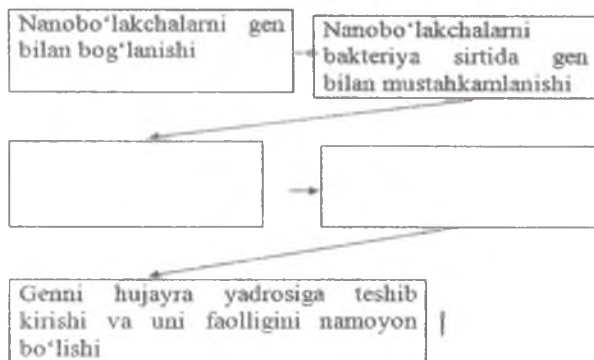 Nanobo‘lakchalarni gen
bilan bog‘lanishi
Nanobo‘lakchalarni
bakteriya sirtida gen
bilan mustahkamlanishi
Genni hujayra yadrosiga teshib
kirishi va uni faolligini namoyon
bo‘lishi